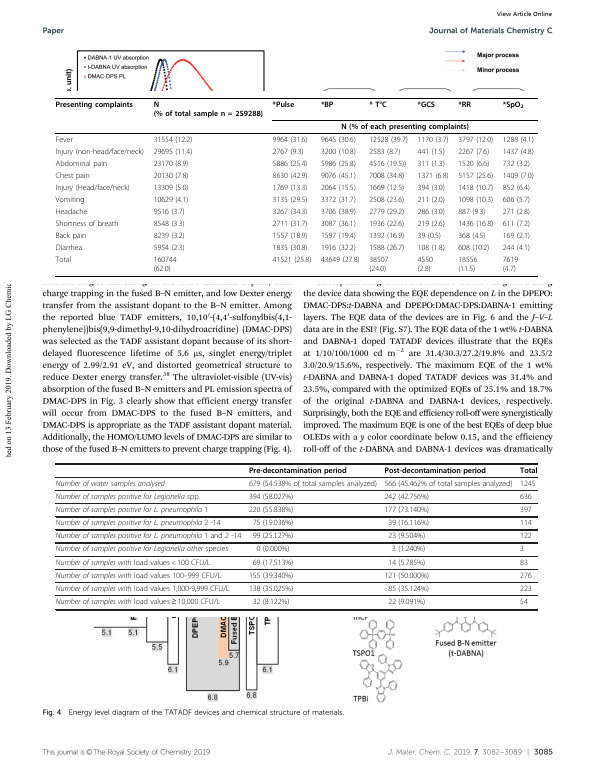 View Article Online
Paper
Journal of Materials Chemistry C
DABNA-1 UV absorption
t-DABNA UV absorption
DMAC-DPS PL
unit)
Major process
Minor process
Presenting complaints N (% of total sample n = 259288) *Pulse *BP * T°C *GCS *RR *SpO2
N (% of each presenting complaints)
Fever 31554 (12.2) 9964 (31.6) 9645 (30.6) 12528 (39.7) 1170 (3.7) 3797 (12.0) 1288 (4.1)
Injury (non-head/face/neck) 29695 (11.4) 2767 (9.3) 3200 (10.8) 2583 (8.7) 441 (1.5) 2267 (7.6) 1437 (4.8)
Abdominal pain 23170 (8.9) 5886 (25.4) 5986 (25.8) 4516 (19.5)) 311 (1.3) 1520 (6.6) 732 (3.2)
Chest pain 20130 (7.8) 8630 (42.9) 9076 (45.1) 7008 (34.8) 1371 (6.8) 5157 (25.6) 1409 (7.0)
Injury (Head/face/neck) 13309 (5.0) 1769 (13.3) 2064 (15.5) 1669 (12.5) 394 (3.0) 1418 (10.7) 852 (6.4)
Vomiting 10629 (4.1) 3135 (29.5) 3372 (31.7) 2508 (23.6) 211 (2.0) 1098 (10.3) 606 (5.7)
Headache 9516 (3.7) 3267 (34.3) 3706 (38.9) 2779 (29.2) 286 (3.0) 887 (9.3) 271 (2.8)
Shortness of breath 8548 (3.3) 2711 (31.7) 3087 (36.1) 1936 (22.6) 219 (2.6) 1436 (16.8) 611 (7.2)
Back pain 8239 (3.2) 1557 (18.9) 1597 (19.4) 1392 (16.9) 39 (0.5) 368 (4.5) 169 (2.1)
Diarrhea 5954 (2.3) 1835 (30.8) 1916 (32.2) 1588 (26.7) 108 (1.8) 608 (10.2) 244 (4.1)
Total 160744 (62.0) 41521 (25.8) 43649 (27.8) 38507 (24.0) 4550 (2.8) 18556 (11.5) 7619 (4.7)
charge trapping in the fused B–N emitter, and low Dexter energy
transfer from the assistant dopant to the B–N emitter. Among
the reported blue TADF emitters, 10,10′-(4,4′-sulfonylbis(4,1-
phenylene))bis(9,9-dimethyl-9,10-dihydroacridine) (DMAC-DPS)
was selected as the TADF assistant dopant because of its short-
delayed fluorescence lifetime of 5.6 μs, singlet energy/triplet
energy of 2.99/2.91 eV, and distorted geometrical structure to
reduce Dexter energy transfer.38 The ultraviolet-visible (UV-vis)
absorption of the B–N emitters and PL emission spectra of
DMAC-DPS in Fig. 3 clearly show that efficient energy transfer
will occur from DMAC-DPS to the fused B–N emitters, and
DMAC-DPS is appropriate as the TADF assistant dopant material.
Additionally, the HOMO/LUMO levels of DMAC-DPS are similar to
those of the fused B–N emitters to prevent charge trapping (Fig. 4).
the device data showing the EQE dependence on L in the DPEPO:
DMAC-DPS:t-DABNA and DPEPO:DMAC-DPS:DABNA-1 emitting
layers. The EQE data of the devices are in Fig. 6 and the J–V–L
data are in the ESI† (Fig. S7). The EQE data of the 1 wt% t-DABNA
and DABNA-1 doped TATADF devices illustrate that the EQEs
at 1/10/100/1000 cd m−2 are 31.4/30.3/27.2/19.8% and 23.5/2
3.0/20.9/15.6%, respectively. The maximum EQE of the 1 wt%
t-DABNA and DABNA-1 doped TATADF devices was 31.4% and
23.5%, compared with the optimized EQEs of 25.1% and 18.7%
of the original t-DABNA and DABNA-1 devices, respectively.
Surprisingly, both the EQE and efficiency roll-off were synergistically
improved. The maximum EQE is one of the best EQEs of deep blue
OLEDs with a y color coordinate below 0.15, and the efficiency
roll-off of the t-DABNA and DABNA-1 devices was dramatically
Pre-decontamination period Post-decontamination period Total
Number of water samples analysed 679 (54.538% of total samples analyzed) 566 (45.462% of total samples analyzed) 1245
Number of samples positive for Legionella spp. 394 (58.027%) 242 (42.756%) 636
Number of samples positive for L. pneumophila 1 220 (55.838%) 177 (73.140%) 397
Number of samples positive for L. pneumophila 2 -14 75 (19.036%) 39 (16.116%) 114
Number of samples positive for L. pneumophila 1 and 2 -14 99 (25.127%) 23 (9.504%) 122
Number of samples positive for Legionella other species 0 (0.000%) 3 (1.240%) 3
Number of samples with load values < 100 CFU/L 69 (17.513%) 14 (5.785%) 83
Number of samples with load values 100–999 CFU/L 155 (39.340%) 121 (50.000%) 276
Number of samples with load values 1,000-9,999 CFU/L 138 (35.025%) 85 (35.124%) 223
Number of samples with load values ≥ 10,000 CFU/L 32 (8.122%) 22 (9.091%) 54
5.1 5.1 5.5 6.1 DPEP DMAC Fused 5.7 5.9 6.8 TSPO 6.8 TP 6.1
TSPO1
TPBi
Fused B-N emitter
(t-DABNA)
Fig. 4 Energy level diagram of the TATADF devices and chemical structure of materials.
This journal is © The Royal Society of Chemistry 2019
J. Mater. Chem. C, 2019, 7, 3082–3089 | 3085
hed on 13 February 2019. Downloaded by LG Chemic